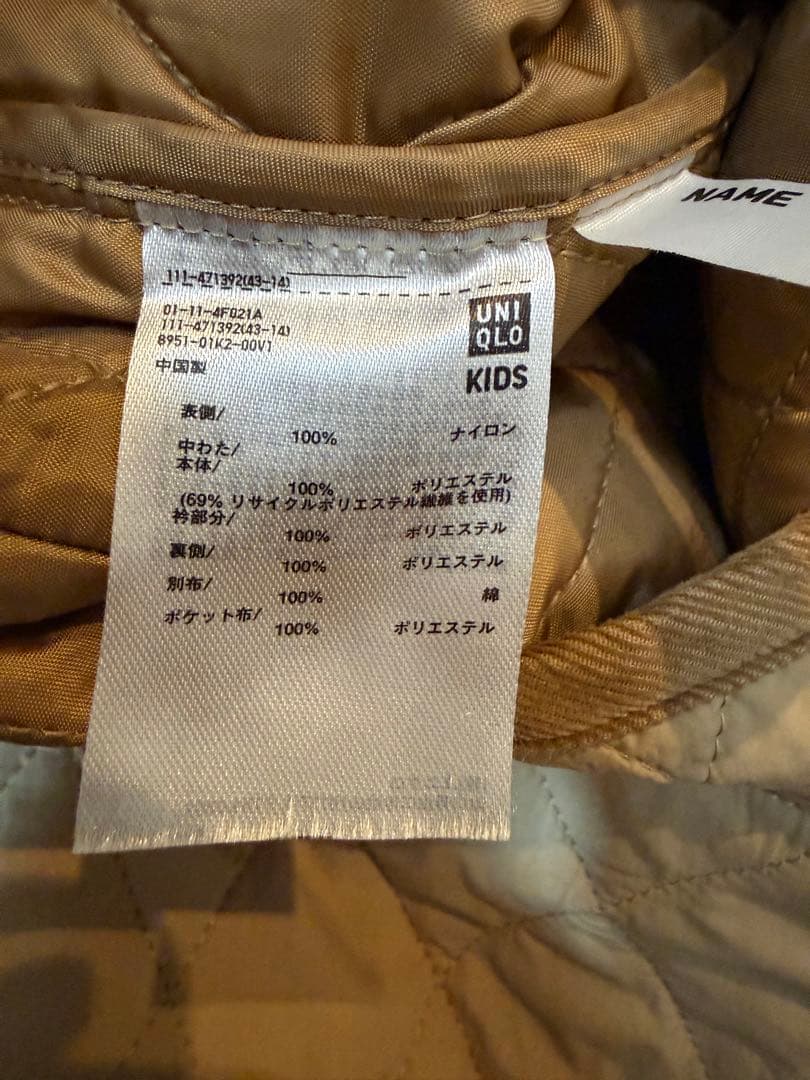 NAME
111-471392(43-14)
01-11-4F021A
111-471392(43-14)
8951-01K2-00V1
中国製
UNI
QLO
KIDS
表側/
100% ナイロン
中わた/
本体/
100% ポリエステル
(69% リサイクルポリエステル繊維を使用)
衿部分/
100% ポリエステル
裏側/
100% ポリエステル
別布/
100% 綿
ポケット布/
100% ポリエステル